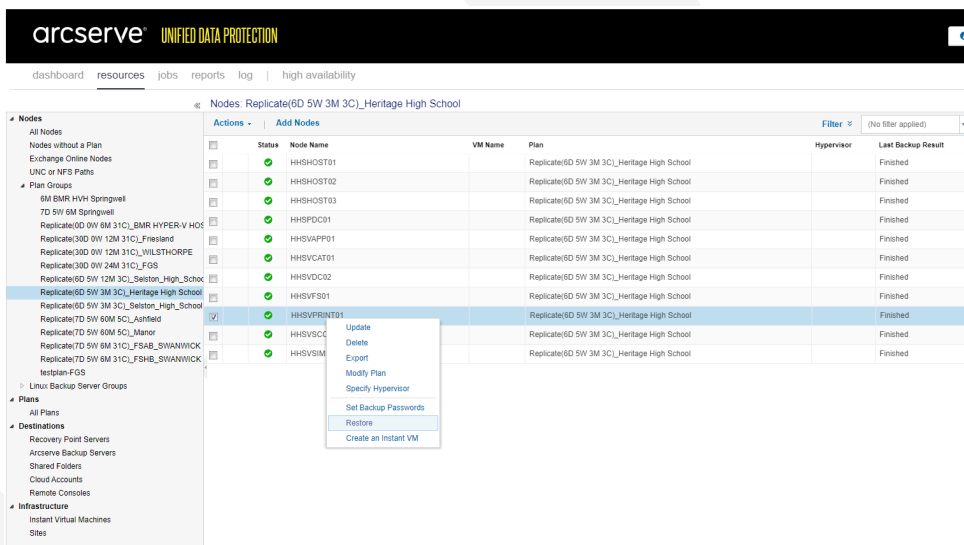 arcserve® UNIFIED DATA PROTECTION
dashboard resources jobs reports log | high availability
Nodes: Replicate(6D 5W 3M 3C)_Heritage High School
Actions | Add Nodes Filter (No filter applied)
Nodes
All Nodes
Nodes without a Plan
Exchange Online Nodes
UNC or NFS Paths
Plan Groups
6M BMR HVH Springwell
7D 5W 6M Springwell
Replicate(0D 0W 6M 31C)_BMR HYPER-V HOS
Replicate(30D 0W 12M 31C)_Friesland
Replicate(30D 0W 12M 31C)_WILSTHORPE
Replicate(30D 0W 24M 31C)_FGS
Replicate(6D 5W 12M 3C)_Selston_High_Schoo
Replicate(6D 5W 3M 3C)_Heritage High School
Replicate(6D 5W 3M 3C)_Selston_High_School
Replicate(7D 5W 60M 5C)_Ashfield
Replicate(7D 5W 60M 5C)_Manor
Replicate(7D 5W 6M 31C)_FSAB_SWANWICK
Replicate(7D 5W 6M 31C)_FSHB_SWANWICK
testplan-FGS
Linux Backup Server Groups
Plans
All Plans
Destinations
Recovery Point Servers
Arcserve Backup Servers
Shared Folders
Cloud Accounts
Remote Consoles
Infrastructure
Instant Virtual Machines
Sites
Status Node Name VM Name Plan Hypervisor Last Backup Result
HHSHOST01 Replicate(6D 5W 3M 3C)_Heritage High School Finished
HHSHOST02 Replicate(6D 5W 3M 3C)_Heritage High School Finished
HHSHOST03 Replicate(6D 5W 3M 3C)_Heritage High School Finished
HHSPDC01 Replicate(6D 5W 3M 3C)_Heritage High School Finished
HHSVAPP01 Replicate(6D 5W 3M 3C)_Heritage High School Finished
HHSVCAT01 Replicate(6D 5W 3M 3C)_Heritage High School Finished
HHSVDC02 Replicate(6D 5W 3M 3C)_Heritage High School Finished
HHSVFS01 Replicate(6D 5W 3M 3C)_Heritage High School Finished
HHSVPRINT01 Replicate(6D 5W 3M 3C)_Heritage High School Finished
HHSVSCC Replicate(6D 5W 3M 3C)_Heritage High School Finished
HHSVSIM Replicate(6D 5W 3M 3C)_Heritage High School Finished
Update
Delete
Export
Modify Plan
Specify Hypervisor
Set Backup Passwords
Restore
Create an Instant VM